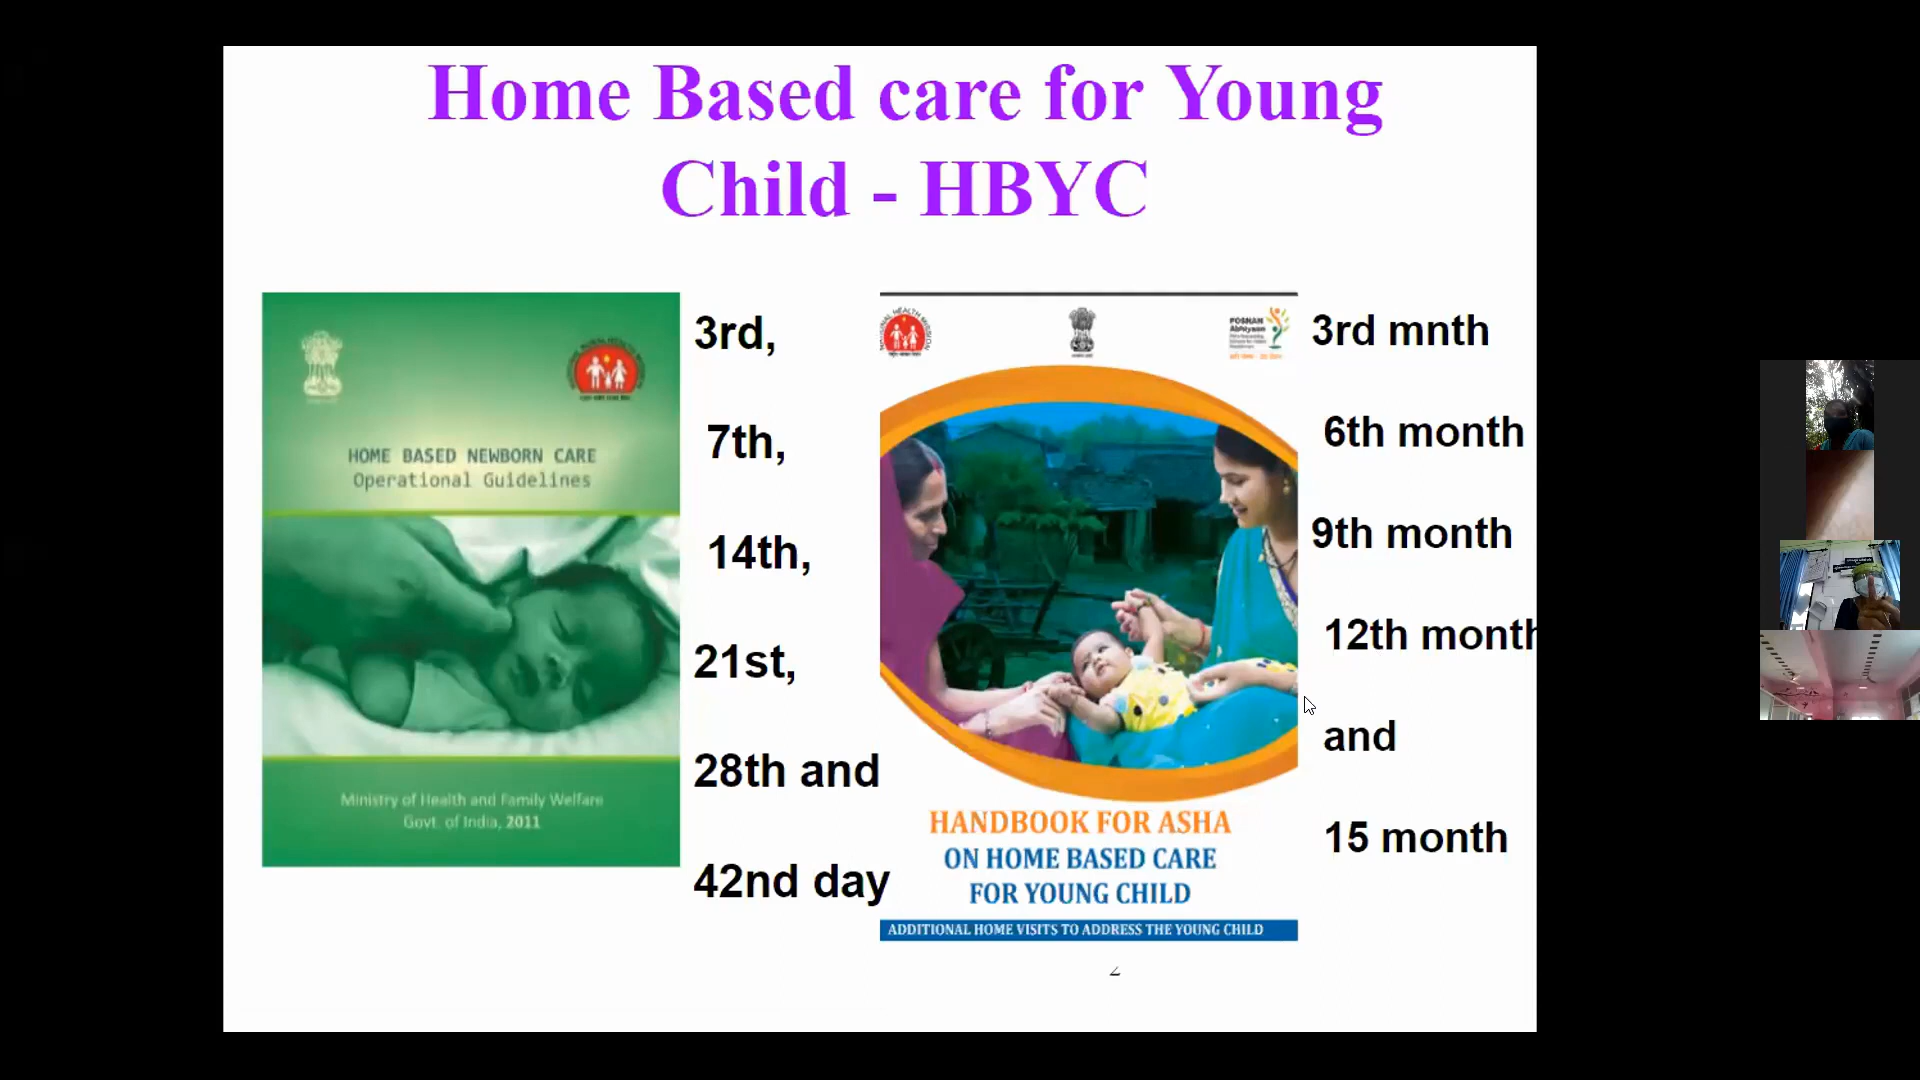 Home Based care for Young
Child - HBYC
HOME BASED NEWBORN CARE
Operational Guidelines
Ministry of Health and Family Welfare
Govt. of India, 2011
3rd,
7th,
14th,
21st,
28th and
42nd day
POSHAN
Abhiyaan
HANDBOOK FOR ASHA
ON HOME BASED CARE
FOR YOUNG CHILD
ADDITIONAL HOME VISITS TO ADDRESS THE YOUNG CHILD
3rd mnth
6th month
9th month
12th month
and
15 month
2